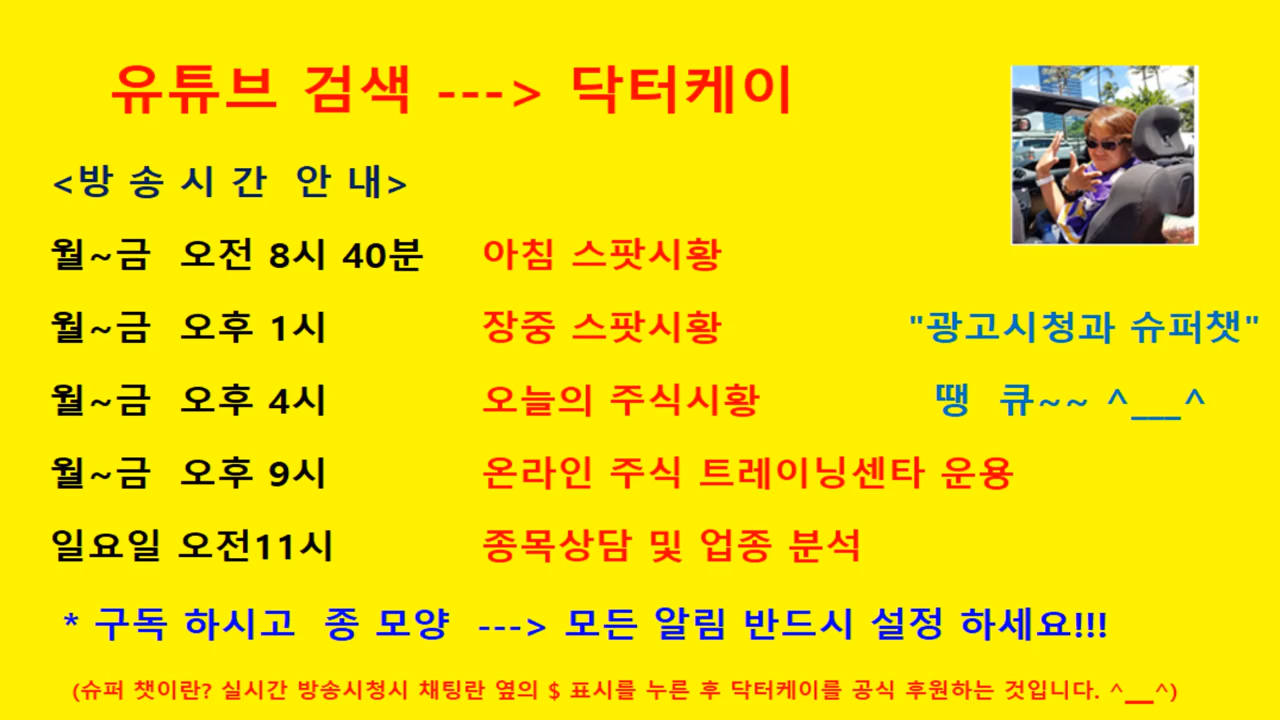 유튜브 검색 ---> 닥터케이
<방 송 시 간 안 내>
월~금 오전 8시 40분 아침 스팟시황
월~금 오후 1시 장중 스팟시황 "광고시청과 슈퍼챗"
월~금 오후 4시 오늘의 주식시황 땡 큐~~ ^___^
월~금 오후 9시 온라인 주식 트레이닝센타 운용
일요일 오전11시 종목상담 및 업종 분석
* 구독 하시고 종 모양 ---> 모든 알림 반드시 설정 하세요!!!
(슈퍼 챗이란? 실시간 방송시청시 채팅란 옆의 $ 표시를 누른 후 닥터케이를 공식 후원하는 것입니다. ^__^)